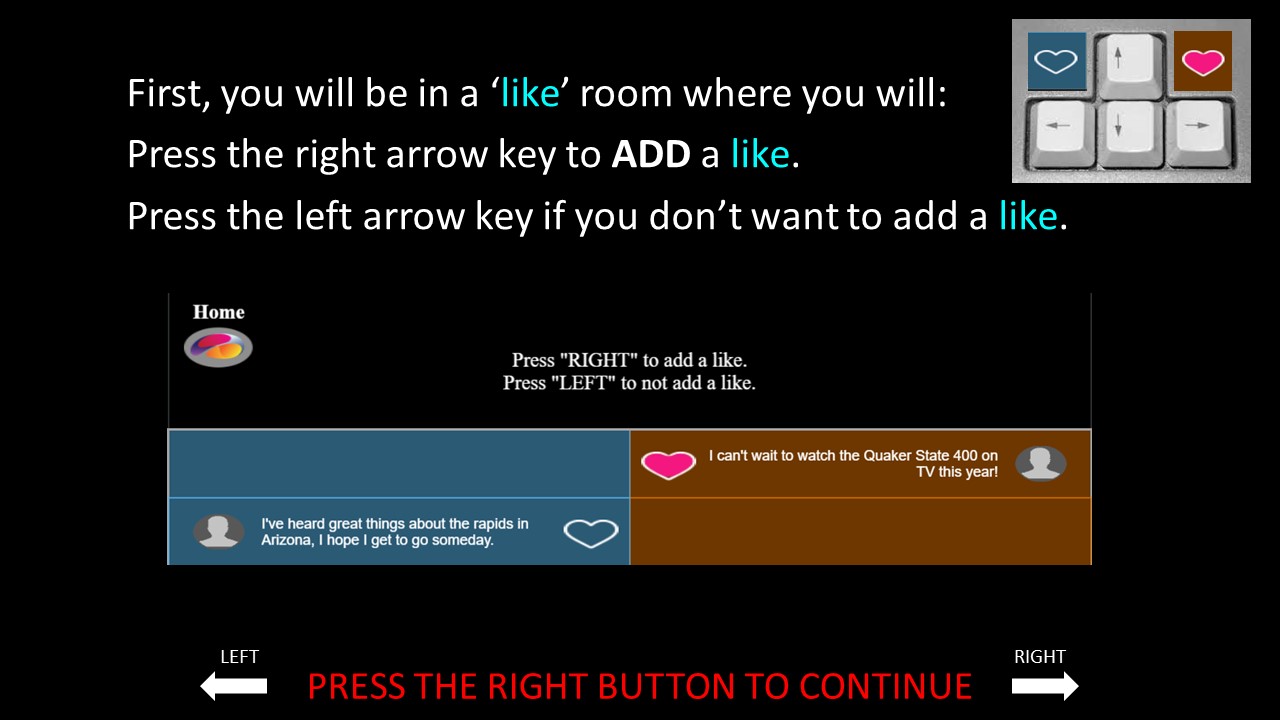 First, you will be in a ‘like’ room where you will:
Press the right arrow key to ADD a like.
Press the left arrow key if you don’t want to add a like.
Home
Press "RIGHT" to add a like.
Press "LEFT" to not add a like.
I can't wait to watch the Quaker State 400 on
TV this year!
I've heard great things about the rapids in
Arizona, I hope I get to go someday.
LEFT
RIGHT
PRESS THE RIGHT BUTTON TO CONTINUE